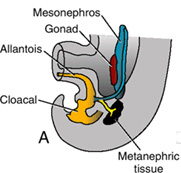 Mesonephros
Gonad
Allantois
Cloacal
A
Metanephric
tissue